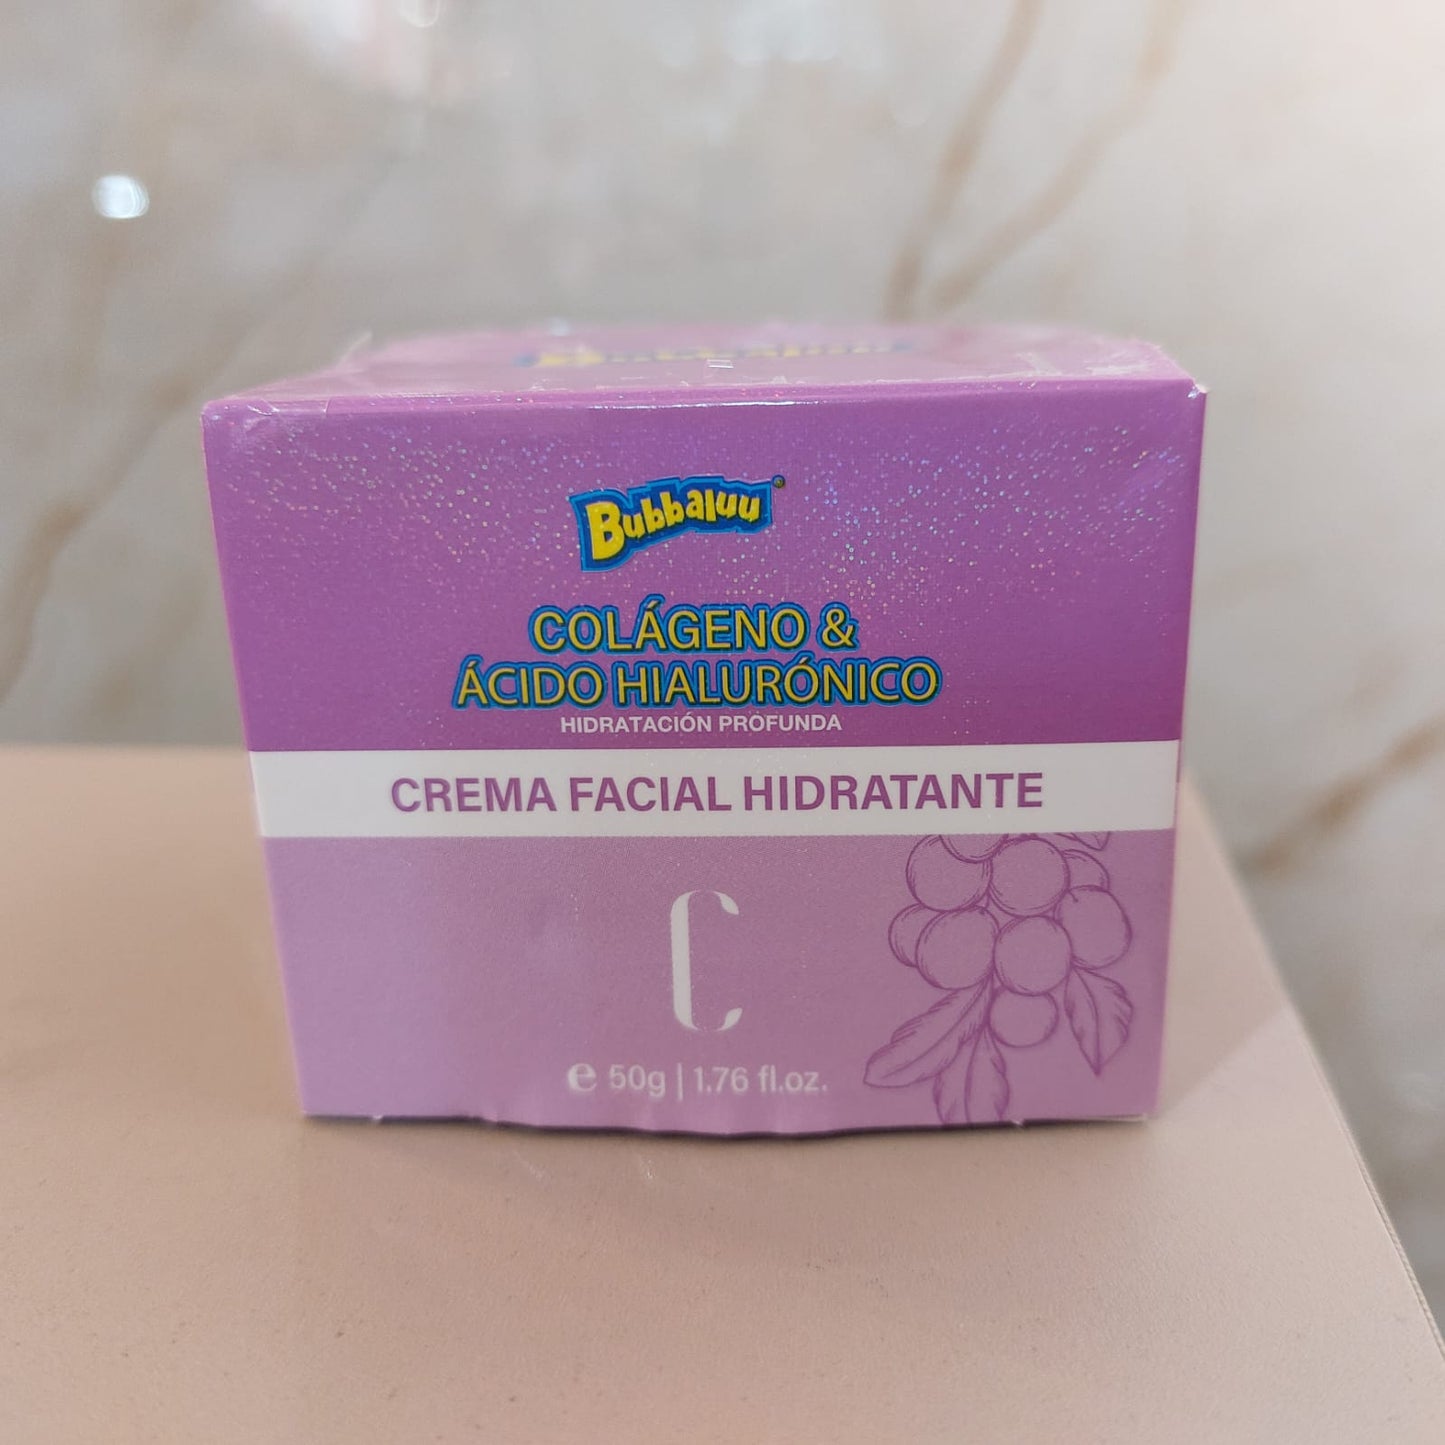 Bubbaluu®
COLÁGENO &
ÁCIDO HIALURÓNICO
HIDRATACIÓN PROFUNDA
CREMA FACIAL HIDRATANTE
C
e 50g | 1.76 fl.oz.